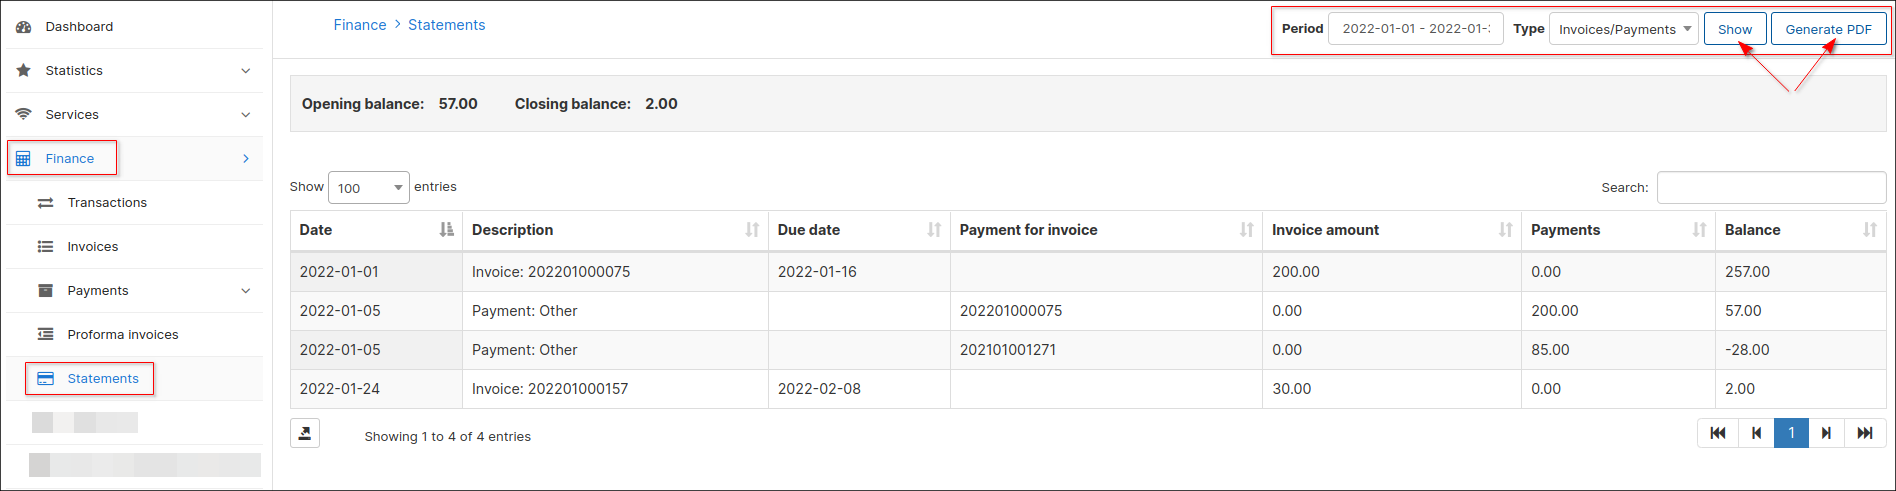 Dashboard
Statistics
Services
Finance
Transactions
Invoices
Payments
Proforma invoices
Statements
Finance > Statements
Period 2022-01-01 - 2022-01- Type Invoices/Payments Show Generate PDF
Opening balance: 57.00 Closing balance: 2.00
Show 100 entries Search:
Date Description Due date Payment for invoice Invoice amount Payments Balance
2022-01-01 Invoice: 202201000075 2022-01-16 200.00 0.00 257.00
2022-01-05 Payment: Other 202201000075 0.00 200.00 57.00
2022-01-05 Payment: Other 202101001271 0.00 85.00 -28.00
2022-01-24 Invoice: 202201000157 2022-02-08 30.00 0.00 2.00
Showing 1 to 4 of 4 entries 1